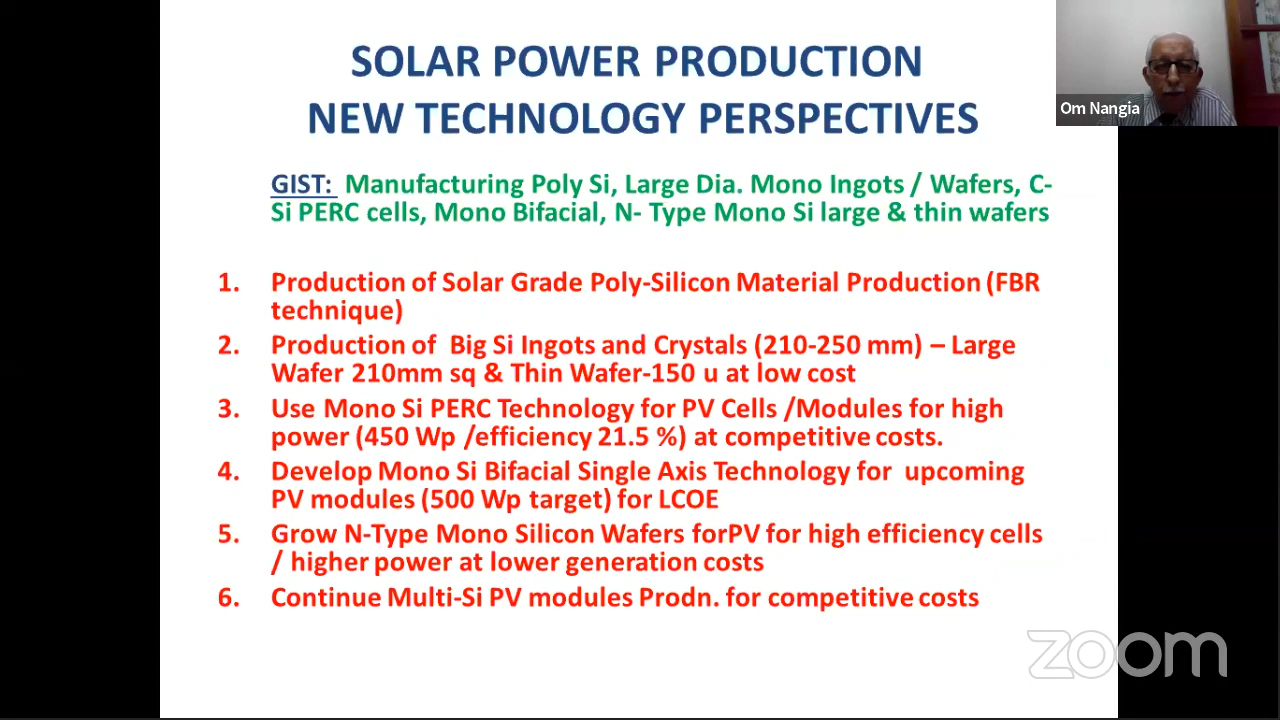 SOLAR POWER PRODUCTION
NEW TECHNOLOGY PERSPECTIVES
Om Nangia
GIST: Manufacturing Poly Si, Large Dia. Mono Ingots / Wafers, C-
Si PERC cells, Mono Bifacial, N- Type Mono Si large & thin wafers
1. Production of Solar Grade Poly-Silicon Material Production (FBR
technique)
2. Production of Big Si Ingots and Crystals (210-250 mm) – Large
Wafer 210mm sq & Thin Wafer-150 u at low cost
3. Use Mono Si PERC Technology for PV Cells /Modules for high
power (450 Wp /efficiency 21.5 %) at competitive costs.
4. Develop Mono Si Bifacial Single Axis Technology for upcoming
PV modules (500 Wp target) for LCOE
5. Grow N-Type Mono Silicon Wafers forPV for high efficiency cells
/ higher power at lower generation costs
6. Continue Multi-Si PV modules Prodn. for competitive costs
zoom